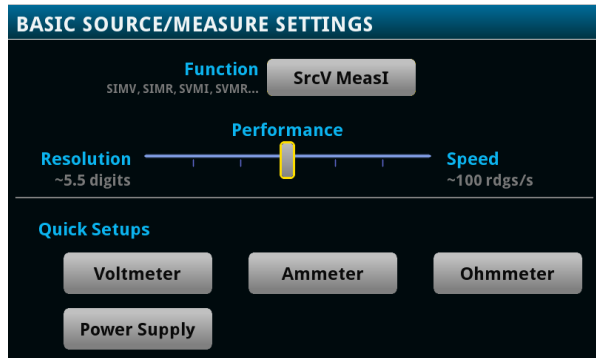 BASIC SOURCE/MEASURE SETTINGS
Function
SIMV, SIMR, SVMI, SVMR...
SrcV MeasI
Performance
Resolution
~5.5 digits
Speed
~100 rdgs/s
Quick Setups
Voltmeter
Ammeter
Ohmmeter
Power Supply